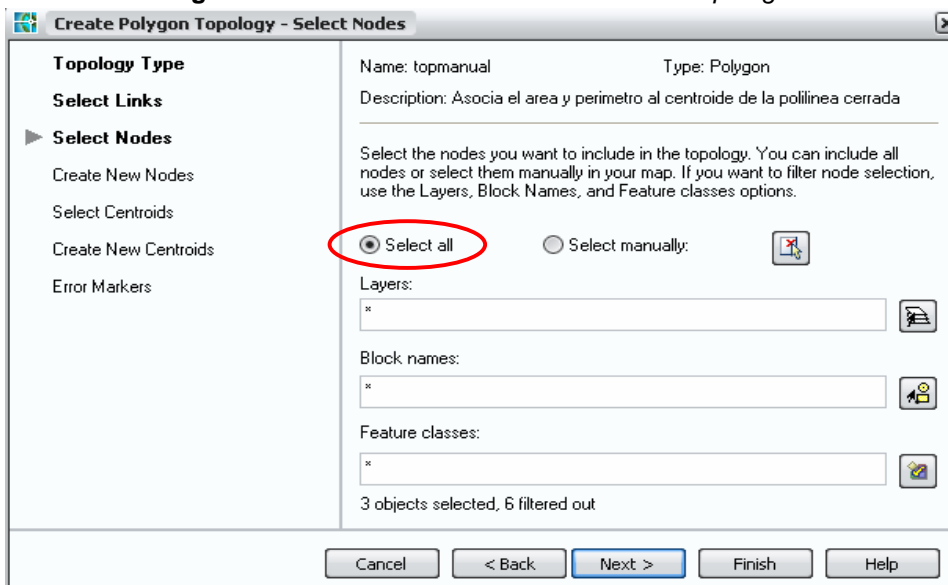 Create Polygon Topology - Select Nodes
Topology Type
Select Links
Select Nodes
Create New Nodes
Select Centroids
Create New Centroids
Error Markers
Name: topmanual Type: Polygon
Description: Asocia el area y perimetro al centroide de la polilinea cerrada
Select the nodes you want to include in the topology. You can include all
nodes or select them manually in your map. If you want to filter node selection,
use the Layers, Block Names, and Feature classes options.
Select all Select manually:
Layers:
*
Block names:
*
Feature classes:
*
3 objects selected, 6 filtered out
Cancel < Back Next > Finish Help